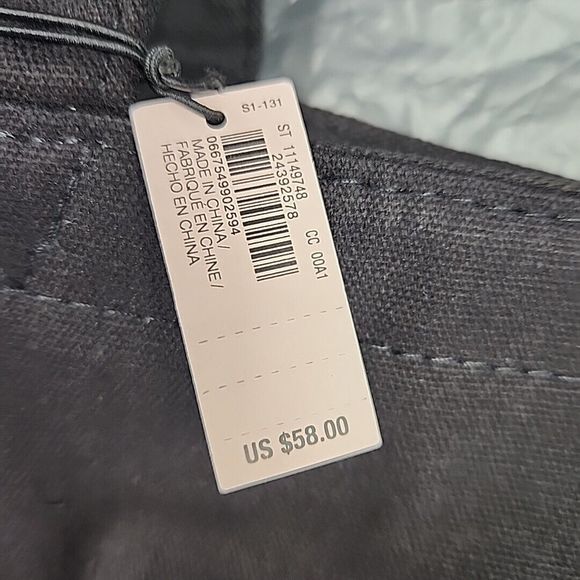 S1-131
ST 11149748
24392578
CC 00A1
0667549902594
MADE IN CHINA/
FABRIQUÉ EN CHINE/
HECHO EN CHINA
US $58.00